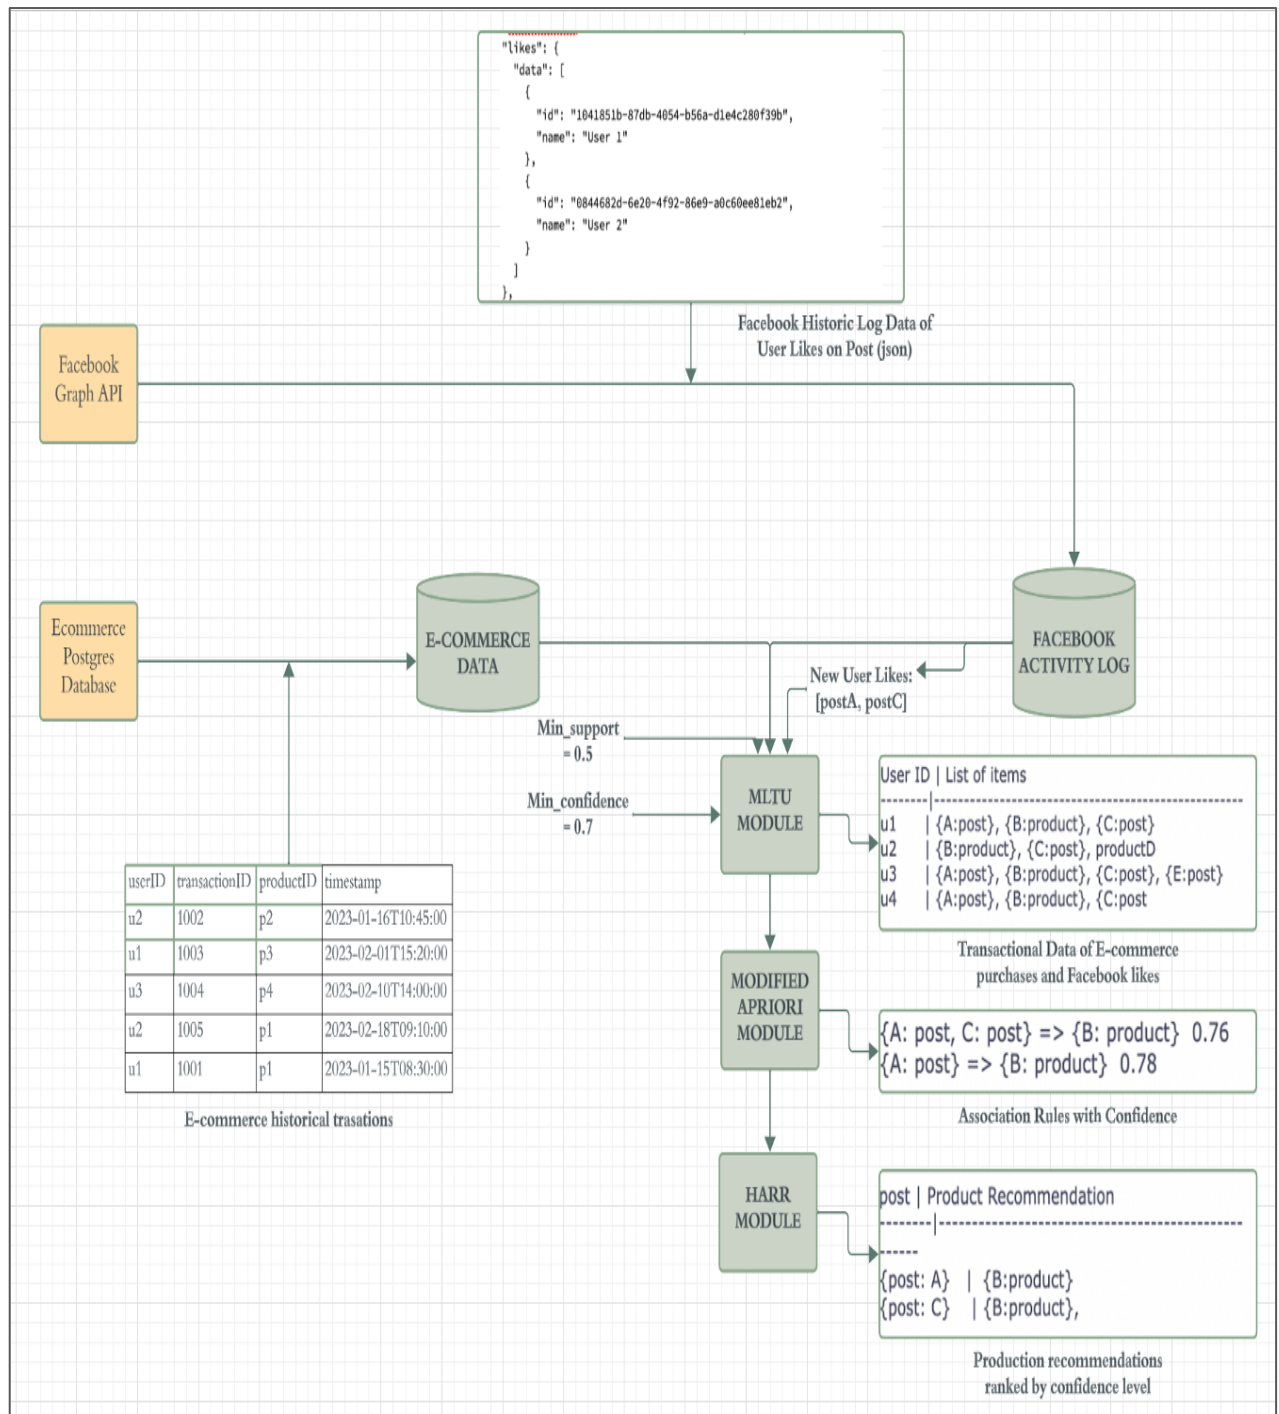 "likes": {
"data": [
{
"id": "1041851b-87db-4054-b56a-d1e4c280f39b",
"name": "User 1"
},
{
"id": "0844682d-6e20-4f92-86e9-a0c60ee81eb2",
"name": "User 2"
}
]
},
Facebook Historic Log Data of
User Likes on Post (json)
Facebook
Graph API
Ecommerce
Postgres
Database
E-COMMERCE
DATA
FACEBOOK
ACTIVITY LOG
New User Likes:
[postA, postC]
Min_support
= 0.5
Min_confidence
= 0.7
MLTU
MODULE
User ID | List of items
--------|------------------------------------------
u1 | {A:post}, {B:product}, {C:post}
u2 | {B:product}, {C:post}, productD
u3 | {A:post}, {B:product}, {C:post}, {E:post}
u4 | {A:post}, {B:product}, {C:post
Transactional Data of E-commerce
purchases and Facebook likes
userID transactionID productID timestamp
u2 1002 p2 2023-01-16T10:45:00
u1 1003 p3 2023-02-01T15:20:00
u3 1004 p4 2023-02-10T14:00:00
u2 1005 p1 2023-02-18T09:10:00
u1 1001 p1 2023-01-15T08:30:00
E-commerce historical trasations
MODIFIED
APRIORI
MODULE
{A: post, C: post} => {B: product} 0.76
{A: post} => {B: product} 0.78
Association Rules with Confidence
HARR
MODULE
post | Product Recommendation
--------|------------------------------------------
------
{post: A} | {B:product}
{post: C} | {B:product},
Production recommendations
ranked by confidence level